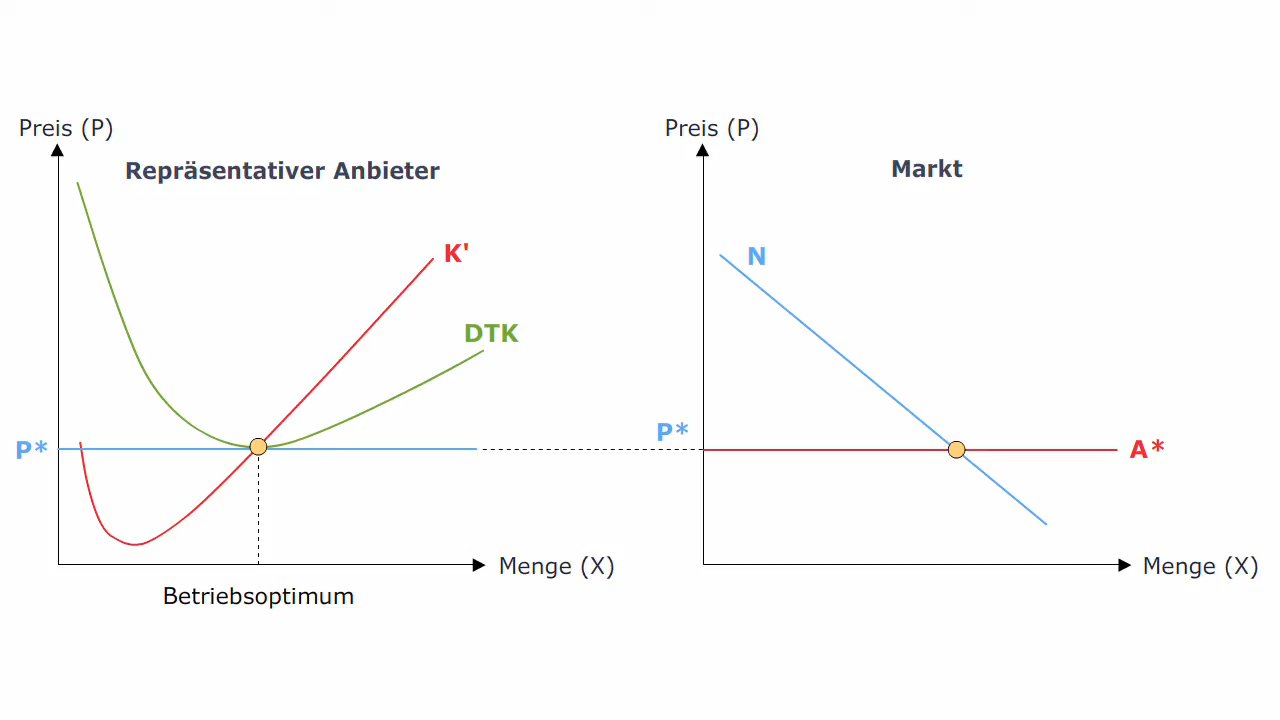 Preis (P)
Repräsentativer Anbieter
K'
DTK
P*
Menge (X)
Betriebsoptimum
Preis (P)
Markt
N
P*
A*
Menge (X)